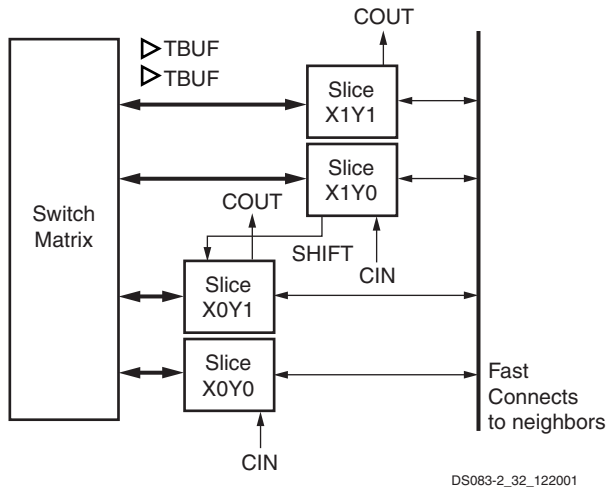 COUT
TBUF
TBUF
Slice
X1Y1
Slice
X1Y0
Switch
Matrix
COUT
SHIFT
CIN
Slice
X0Y1
Slice
X0Y0
Fast
Connects
to neighbors
CIN
DS083-2_32_122001